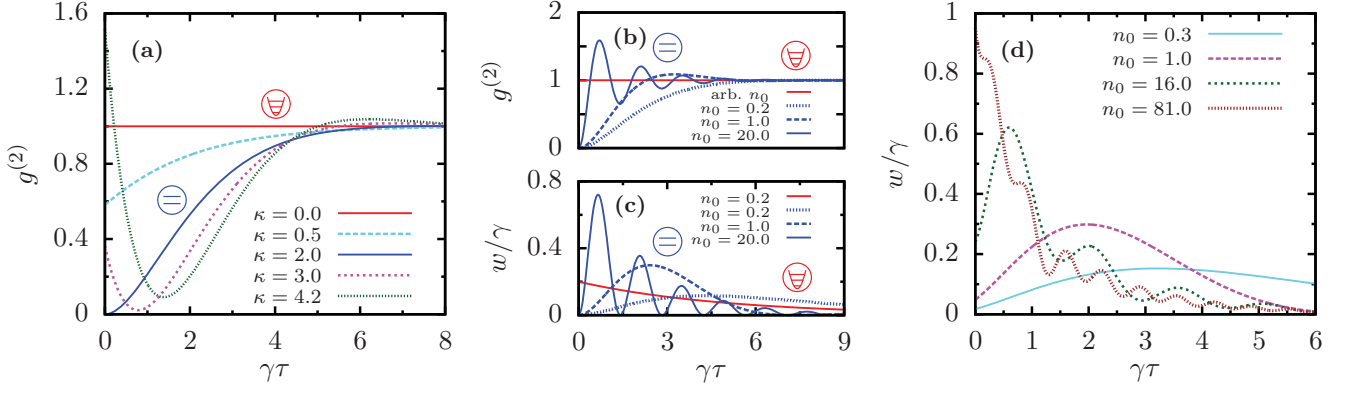 (a)
g(2)
1.6
1.2
0.8
0.4
0
κ = 0.0
κ = 0.5
κ = 2.0
κ = 3.0
κ = 4.2
0 2 4 6 8
γτ
(b)
g(2)
2
1
0
arb. n0
n0 = 0.2
n0 = 1.0
n0 = 20.0
(c)
w/γ
0.8
0.4
0
n0 = 0.2
n0 = 0.2
n0 = 1.0
n0 = 20.0
0 3 6 9
γτ
(d)
w/γ
1
0.8
0.6
0.4
0.2
0
n0 = 0.3
n0 = 1.0
n0 = 16.0
n0 = 81.0
0 1 2 3 4 5 6
γτ